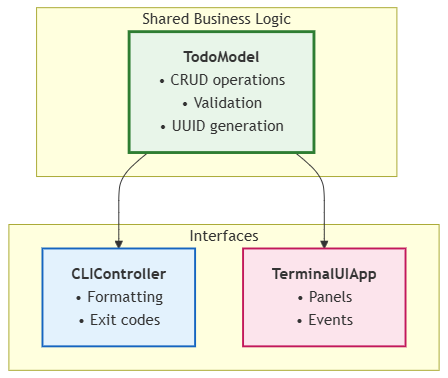 Shared Business Logic
TodoModel
• CRUD operations
• Validation
• UUID generation
Interfaces
CLIController
• Formatting
• Exit codes
TerminalUIApp
• Panels
• Events